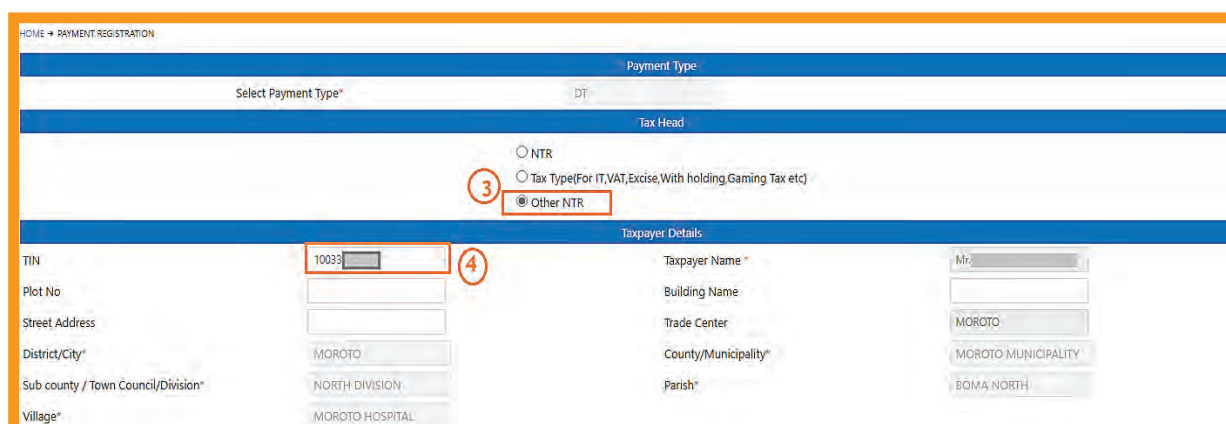 HOME → PAYMENT REGISTRATION
Payment Type
Select Payment Type* DT
Tax Head
NTR
Tax Type(For IT,VAT,Excise,With holding,Gaming Tax etc)
3 Other NTR
Taxpayer Details
TIN 10033 4 Taxpayer Name * Mr.
Plot No Building Name
Street Address Trade Center MOROTO
District/City* MOROTO County/Municipality* MOROTO MUNICIPALITY
Sub county / Town Council/Division* NORTH DIVISION Parish* BOMA NORTH
Village* MOROTO HOSPITAL